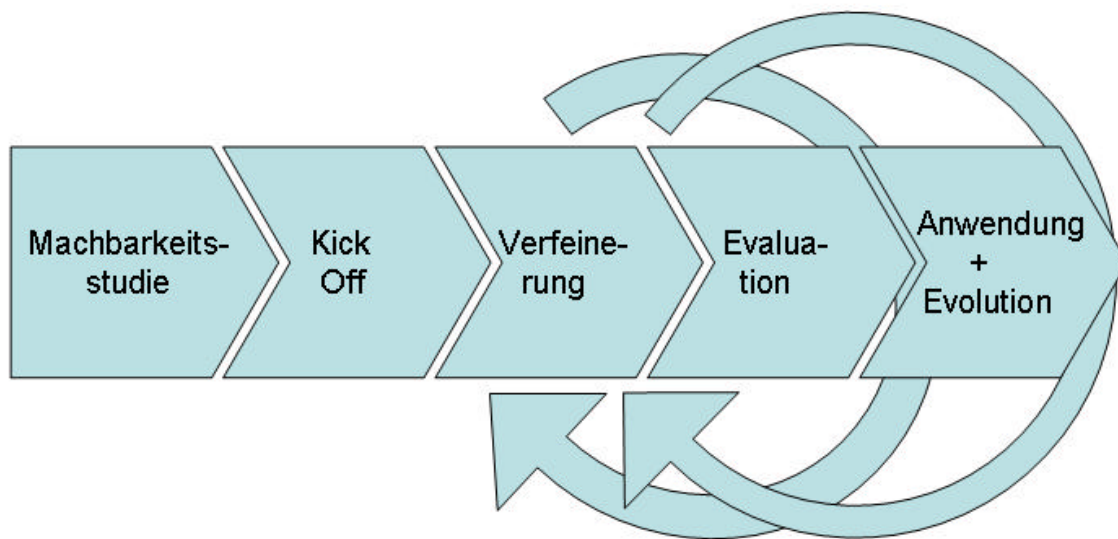 Machbarkeits-
studie
Kick
Off
Verfeine-
rung
Evalua-
tion
Anwendung
+
Evolution